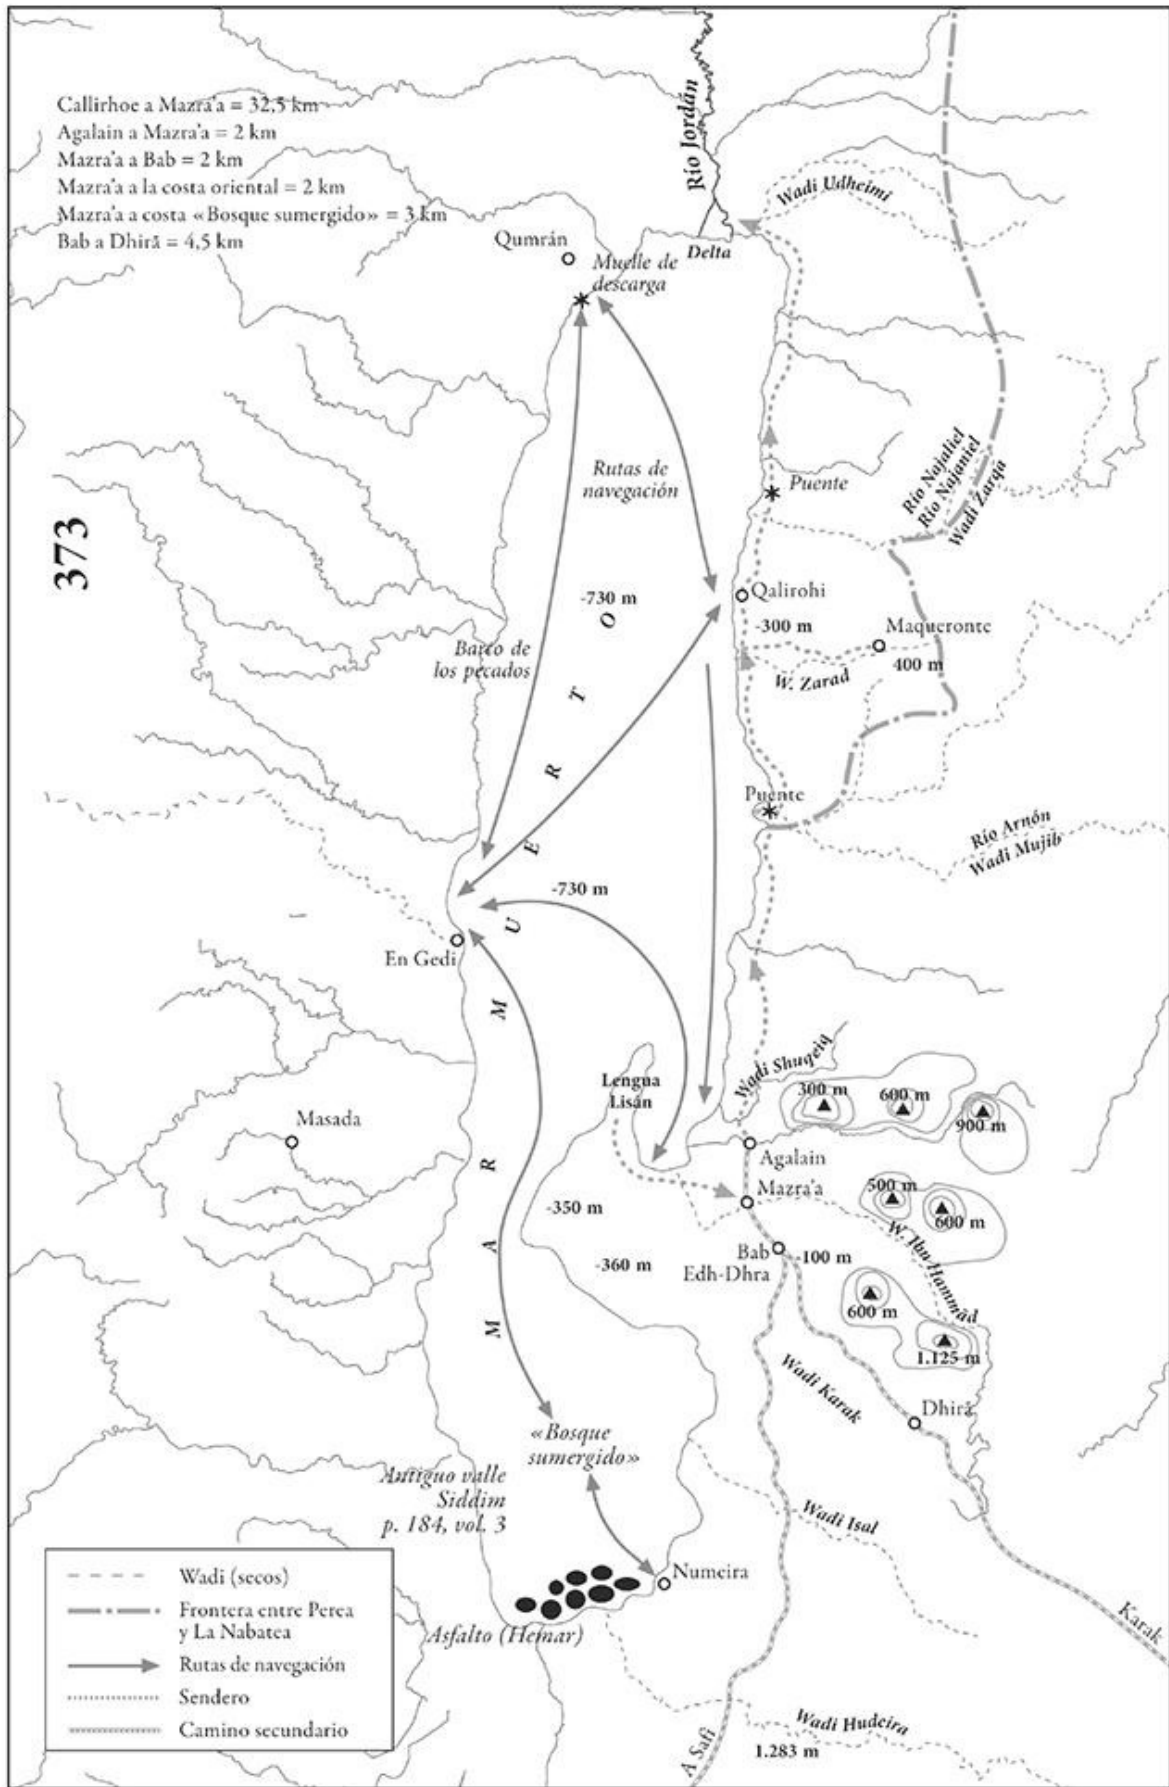 Callirhoe a Mazra'a = 32,5 km
Agalain a Mazra'a = 2 km
Mazra'a a Bab = 2 km
Mazra'a a la costa oriental = 2 km
Mazra'a a costa «Bosque sumergido» = 3 km
Bab a Dhirā = 4,5 km
Río Jordán
Wadi Udheimi
Delta
Qumrán
Muelle de
descarga
373
Rutas de
navegación
Puente
Río Najaliel
Río Najaniel
Wadi Zarqa
-730 m
Qalirohi
-300 m
Maqueronte
400 m
W. Zarad
Barco de
los pecados
Puente
Río Arnón
Wadi Mujib
-730 m
En Gedi
MAR MUERTO
Wadi Shuqeiq
Lengua
Lisán
300 m
600 m
900 m
Masada
Agalain
Mazra'a
500 m
600 m
-350 m
W. Ibn Hammād
Bab
Edh-Dhra
-100 m
-360 m
600 m
1.125 m
Wadi Karak
Dhirā
«Bosque
sumergido»
Antiguo valle
Siddim
p. 184, vol. 3
Wadi Isal
Numeira
Asfalto (Hemar)
Karak
A Safi
Wadi Hudeira
1.283 m
Wadi (secos)
Frontera entre Perea
y La Nabatea
Rutas de navegación
Sendero
Camino secundario